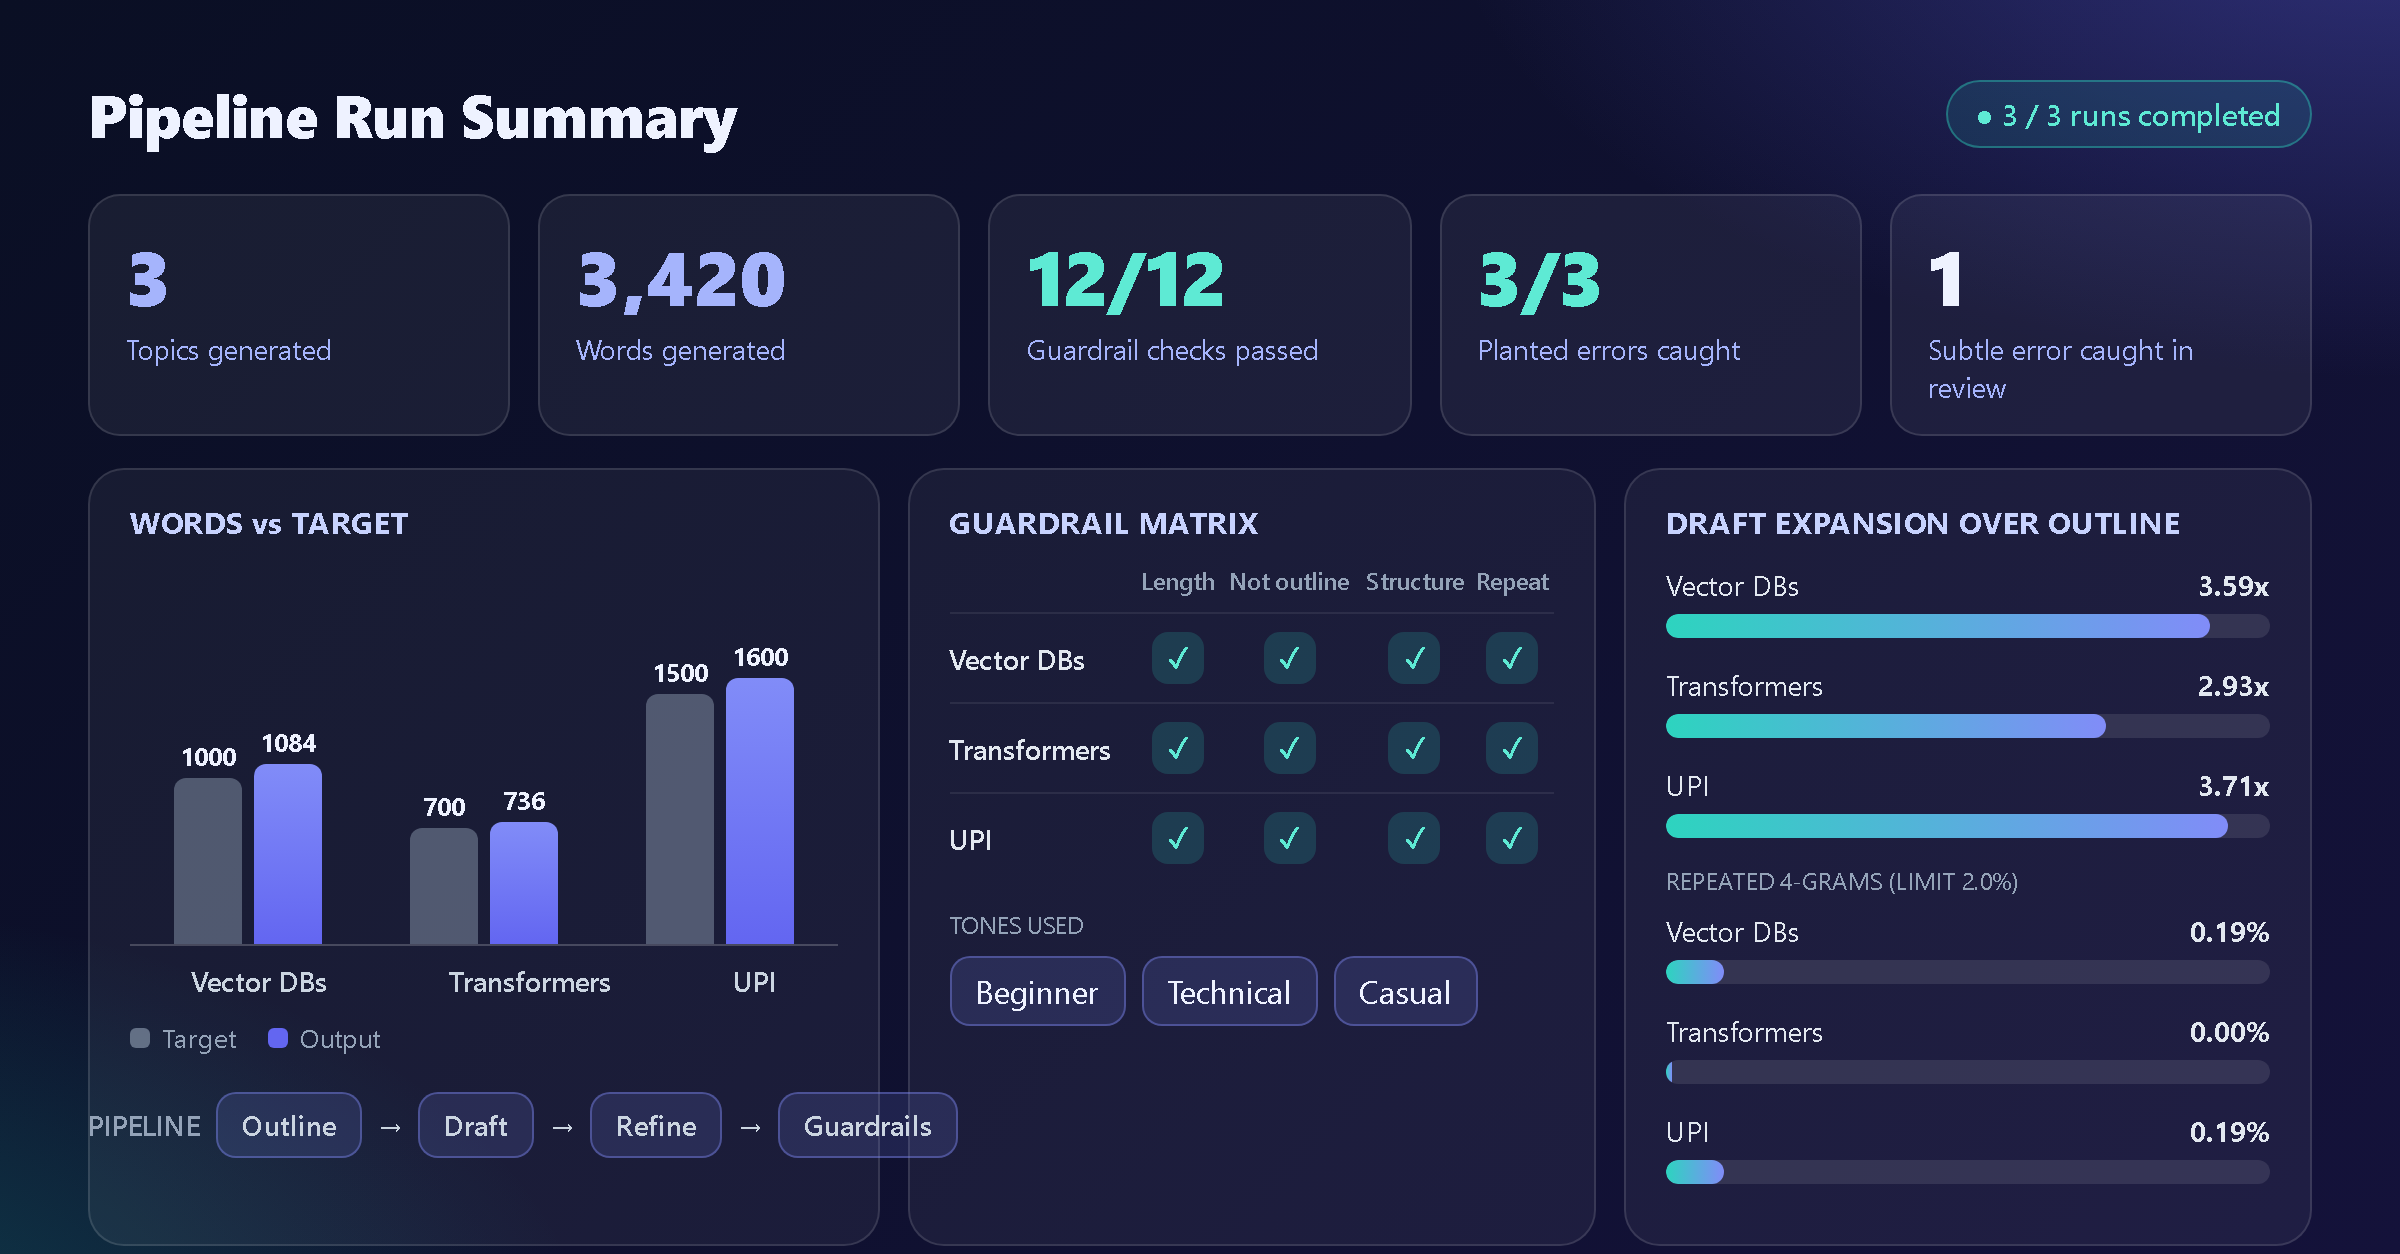 Pipeline Run Summary
● 3 / 3 runs completed
3
Topics generated
3,420
Words generated
12/12
Guardrail checks passed
3/3
Planted errors caught
1
Subtle error caught in
review
WORDS vs TARGET
1000
1084
700
736
1500
1600
Vector DBs
Transformers
UPI
Target
Output
PIPELINE Outline → Draft → Refine → Guardrails
GUARDRAIL MATRIX
Length Not outline Structure Repeat
Vector DBs ✓ ✓ ✓ ✓
Transformers ✓ ✓ ✓ ✓
UPI ✓ ✓ ✓ ✓
TONES USED
Beginner Technical Casual
DRAFT EXPANSION OVER OUTLINE
Vector DBs 3.59x
Transformers 2.93x
UPI 3.71x
REPEATED 4-GRAMS (LIMIT 2.0%)
Vector DBs 0.19%
Transformers 0.00%
UPI 0.19%